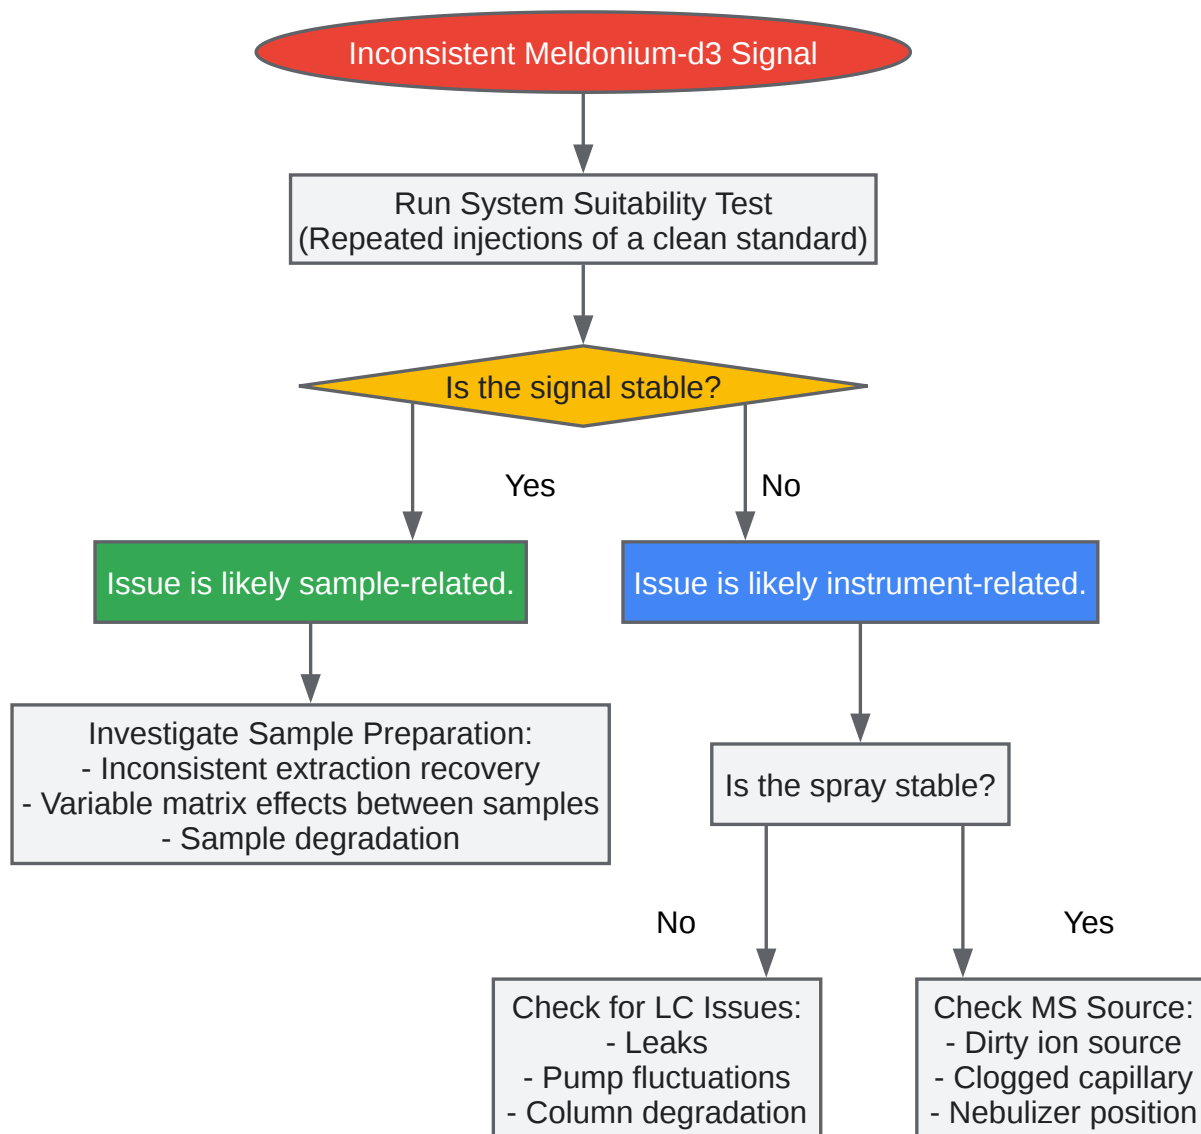 Inconsistent Meldonium-d3 Signal
Run System Suitability Test
(Repeated injections of a clean standard)
Is the signal stable?
Yes
No
Issue is likely sample-related.
Issue is likely instrument-related.
Investigate Sample Preparation:
- Inconsistent extraction recovery
- Variable matrix effects between samples
- Sample degradation
Is the spray stable?
No
Yes
Check for LC Issues:
- Leaks
- Pump fluctuations
- Column degradation
Check MS Source:
- Dirty ion source
- Clogged capillary
- Nebulizer position